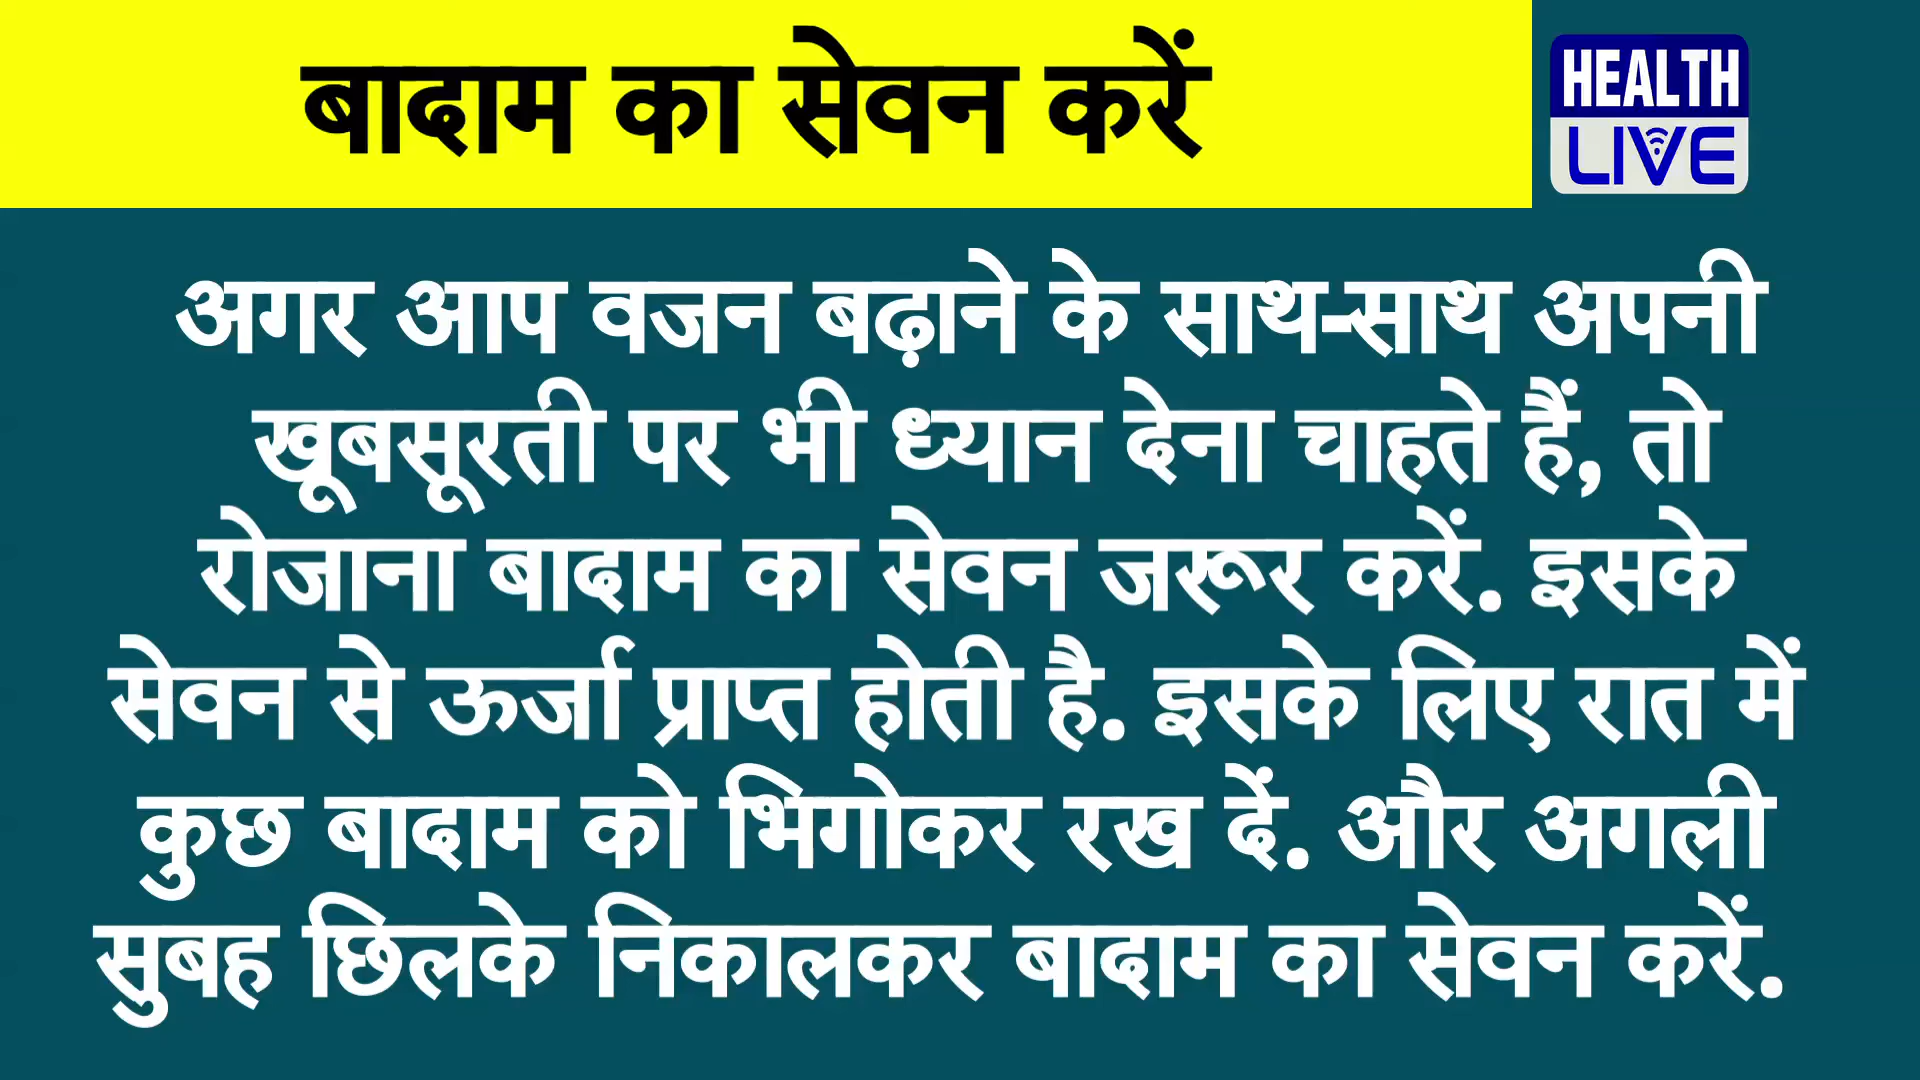 बादाम का सेवन करें
HEALTH
LIVE
अगर आप वजन बढ़ाने के साथ-साथ अपनी
खूबसूरती पर भी ध्यान देना चाहते हैं, तो
रोजाना बादाम का सेवन जरूर करें. इसके
सेवन से ऊर्जा प्राप्त होती है. इसके लिए रात में
कुछ बादाम को भिगोकर रख दें. और अगली
सुबह छिलके निकालकर बादाम का सेवन करें.